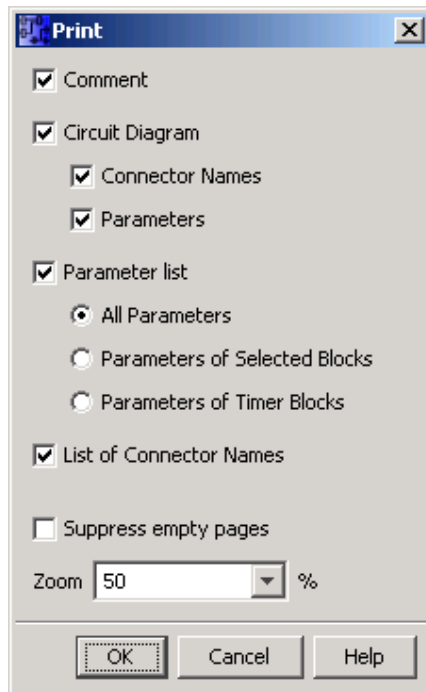 Print
Comment
Circuit Diagram
Connector Names
Parameters
Parameter list
All Parameters
Parameters of Selected Blocks
Parameters of Timer Blocks
List of Connector Names
Suppress empty pages
Zoom 50 %
OK Cancel Help